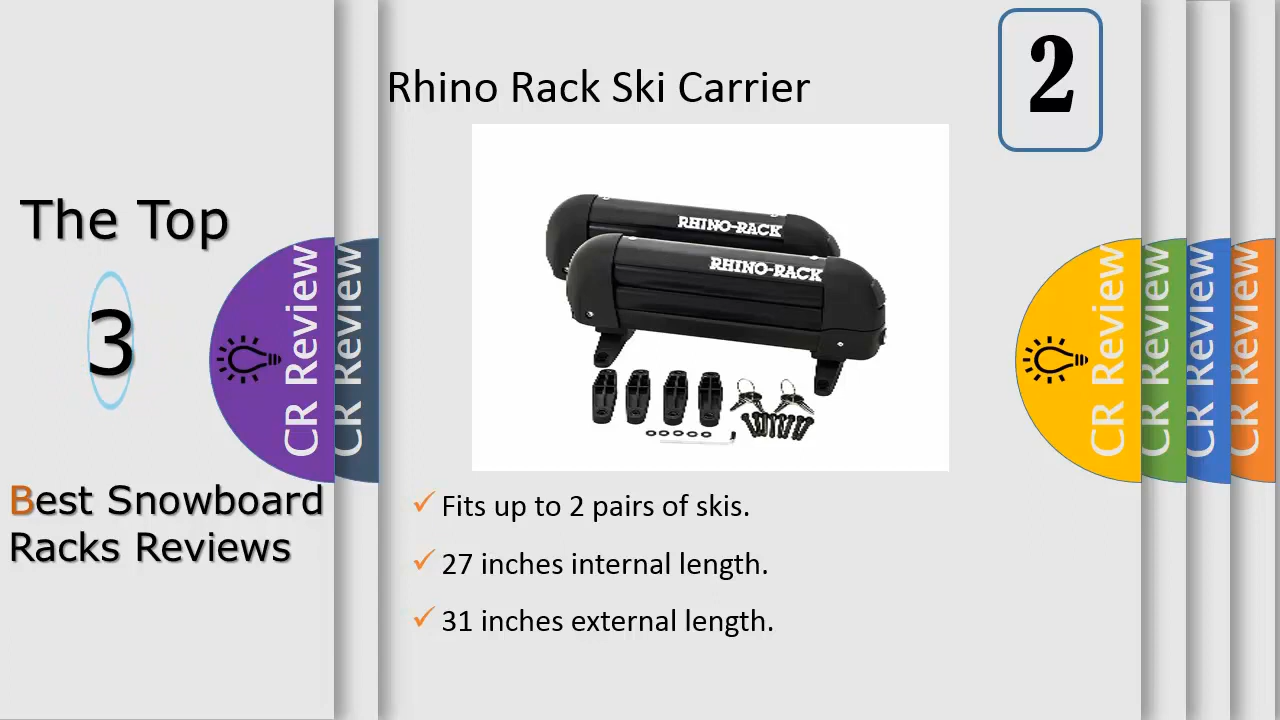 The Top
3
Best Snowboard
Racks Reviews
CR Review
CR Review
Rhino Rack Ski Carrier
2
RHINO-RACK
RHINO-RACK
Fits up to 2 pairs of skis.
27 inches internal length.
31 inches external length.
CR Review
CR Review
CR Review
CR Review